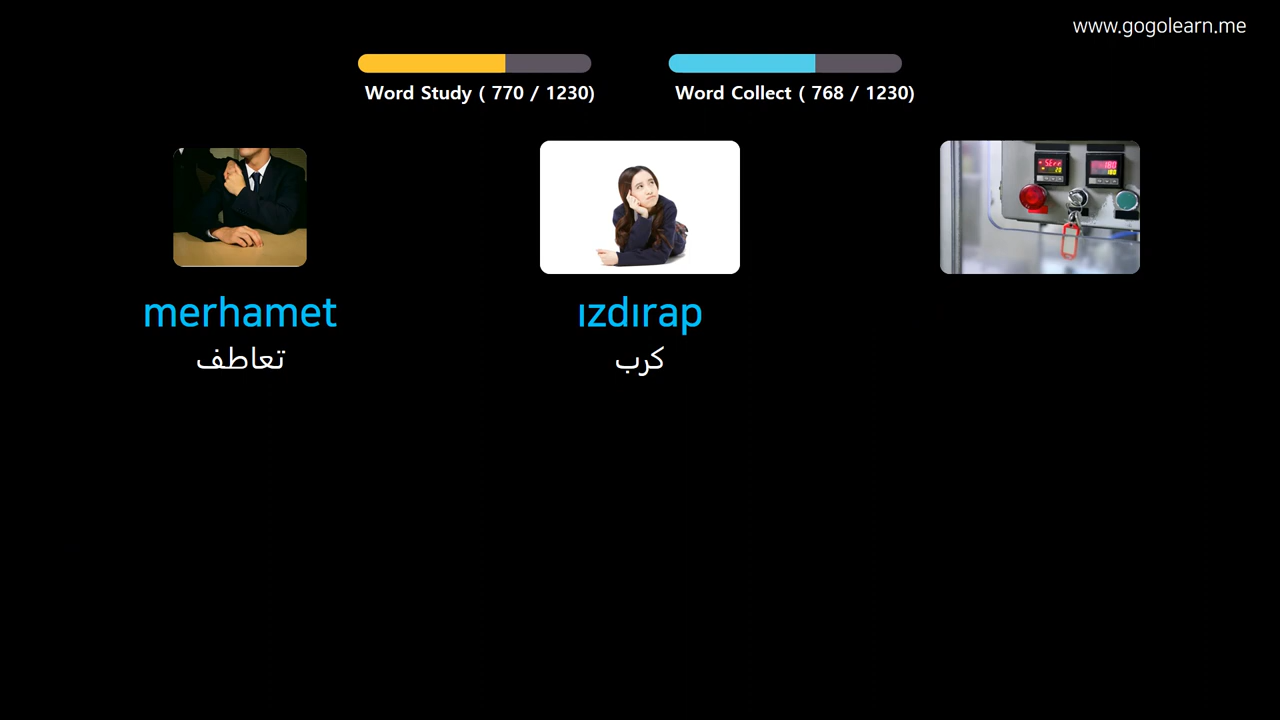 www.gogolearn.me
Word Study ( 770 / 1230)
Word Collect ( 768 / 1230)
merhamet
تعاطف
ızdırap
كرب